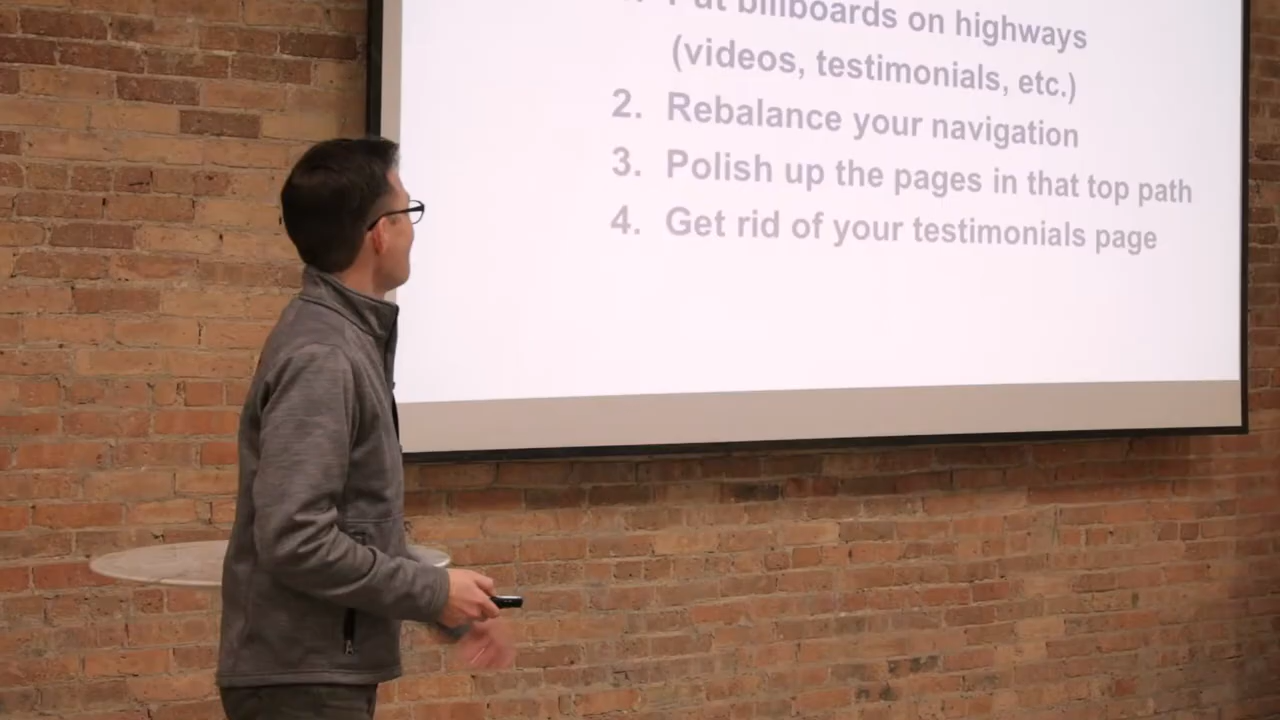 Put billboards on highways
(videos, testimonials, etc.)
2. Rebalance your navigation
3. Polish up the pages in that top path
4. Get rid of your testimonials page